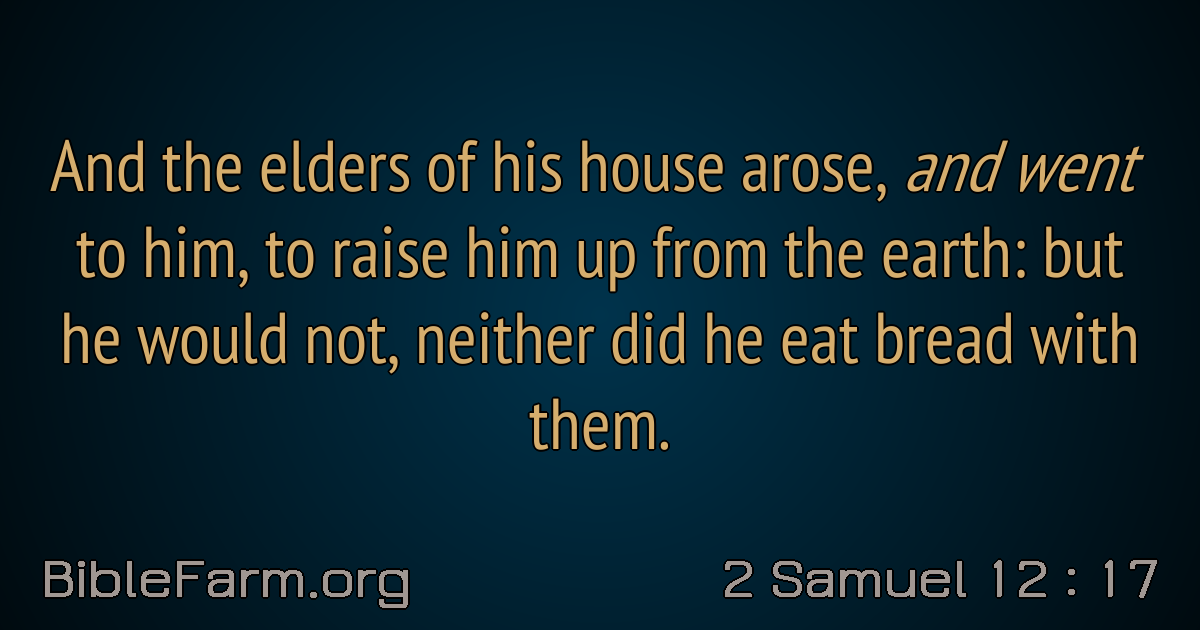 And the elders of his house arose, and went
to him, to raise him up from the earth: but
he would not, neither did he eat bread with
them.
BibleFarm.org
2 Samuel 12 : 17